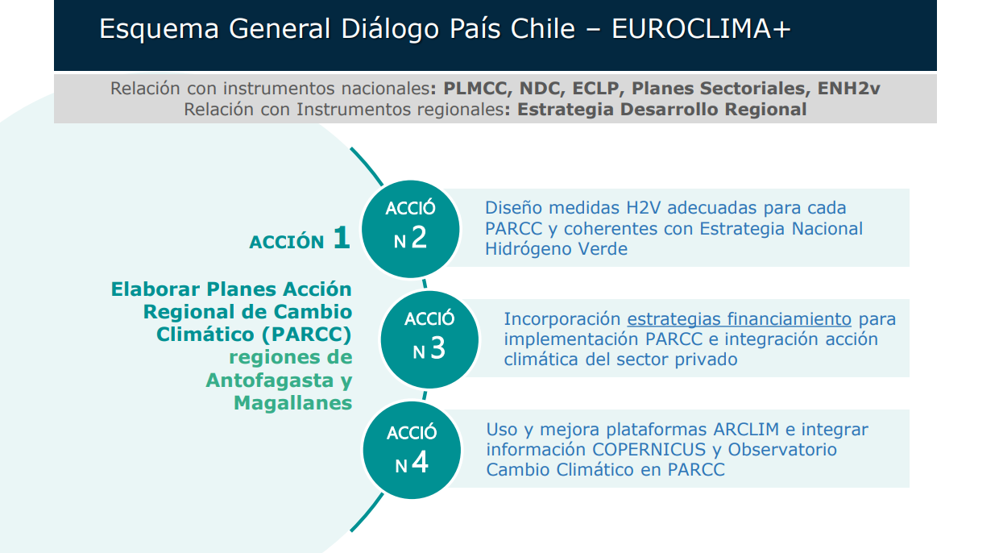 Esquema General Diálogo País Chile – EUROCLIMA+
Relación con instrumentos nacionales: PLMCC, NDC, ECLP, Planes Sectoriales, ENH2v
Relación con Instrumentos regionales: Estrategia Desarrollo Regional
ACCIÓN 1
Elaborar Planes Acción
Regional de Cambio
Climático (PARCC)
regiones de
Antofagasta y
Magallanes
ACCIÓ
N 2
Diseño medidas H2V adecuadas para cada
PARCC y coherentes con Estrategia Nacional
Hidrógeno Verde
ACCIÓ
N 3
Incorporación estrategias financiamiento para
implementación PARCC e integración acción
climática del sector privado
ACCIÓ
N 4
Uso y mejora plataformas ARCLIM e integrar
información COPERNICUS y Observatorio
Cambio Climático en PARCC